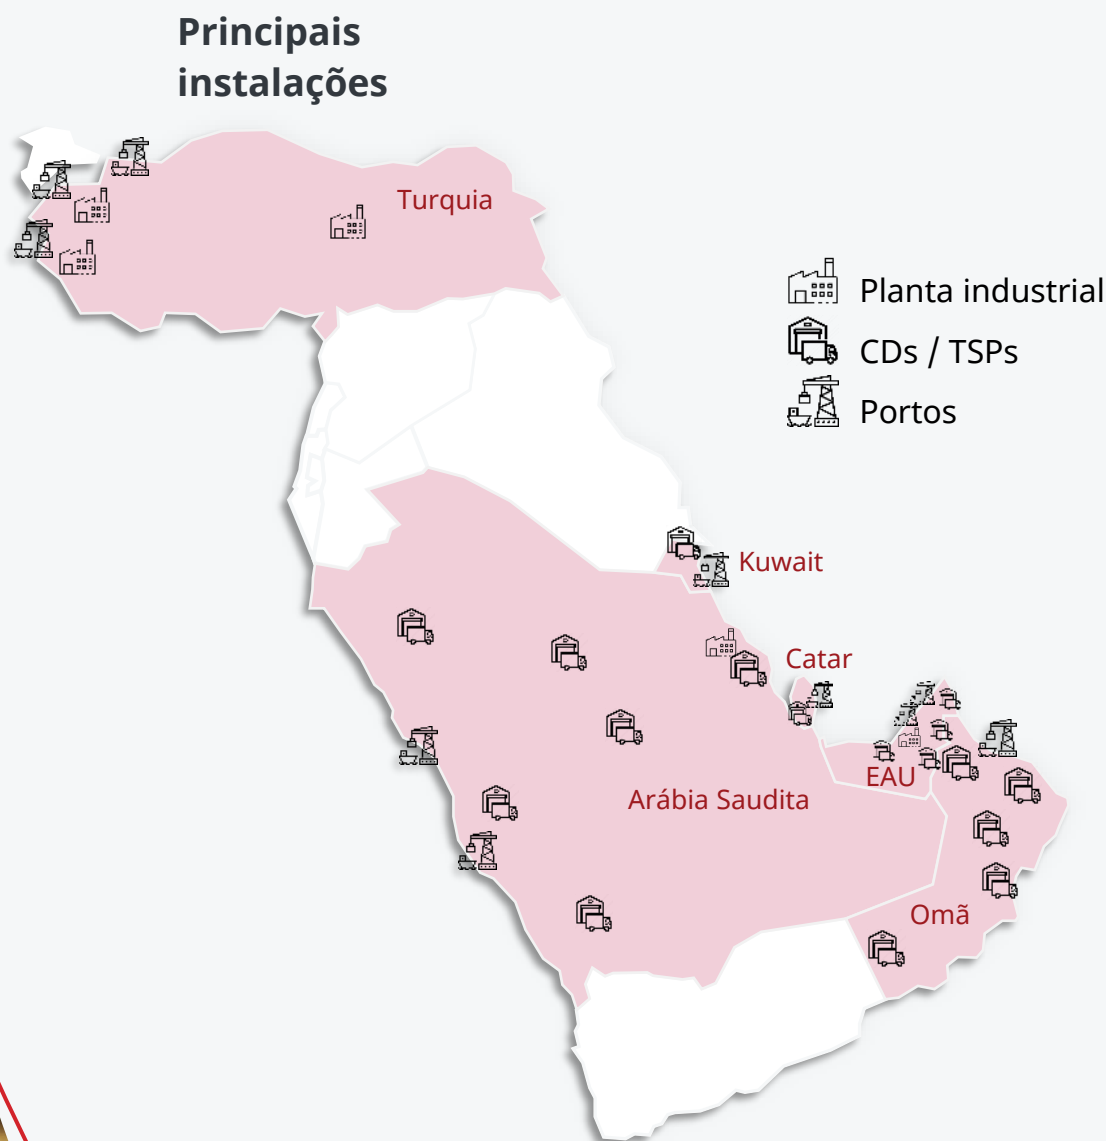 Principais
instalações
Turquia
Planta industrial
CDs / TSPs
Portos
Kuwait
Catar
EAU
Arábia Saudita
Omã